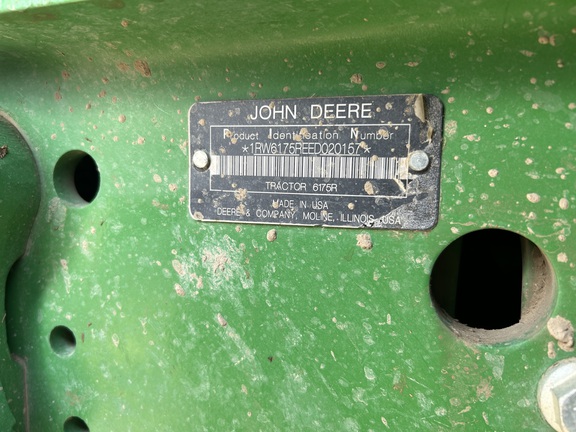 JOHN DEERE
Product Identification Number
*1RW6175REED020157*
TRACTOR 6175R
MADE IN USA
DEERE & COMPANY, MOLINE, ILLINOIS, USA